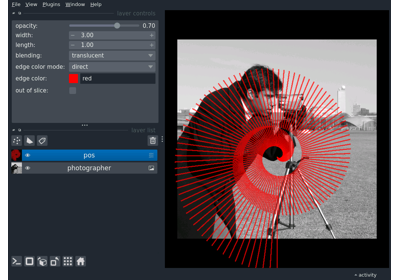 File View Plugins Window Help
layer controls
opacity: 0.70
width: 3.00
length: 1.00
blending: translucent
edge color mode: direct
edge color: red
out of slice:
layer list
pos
photographer
activity